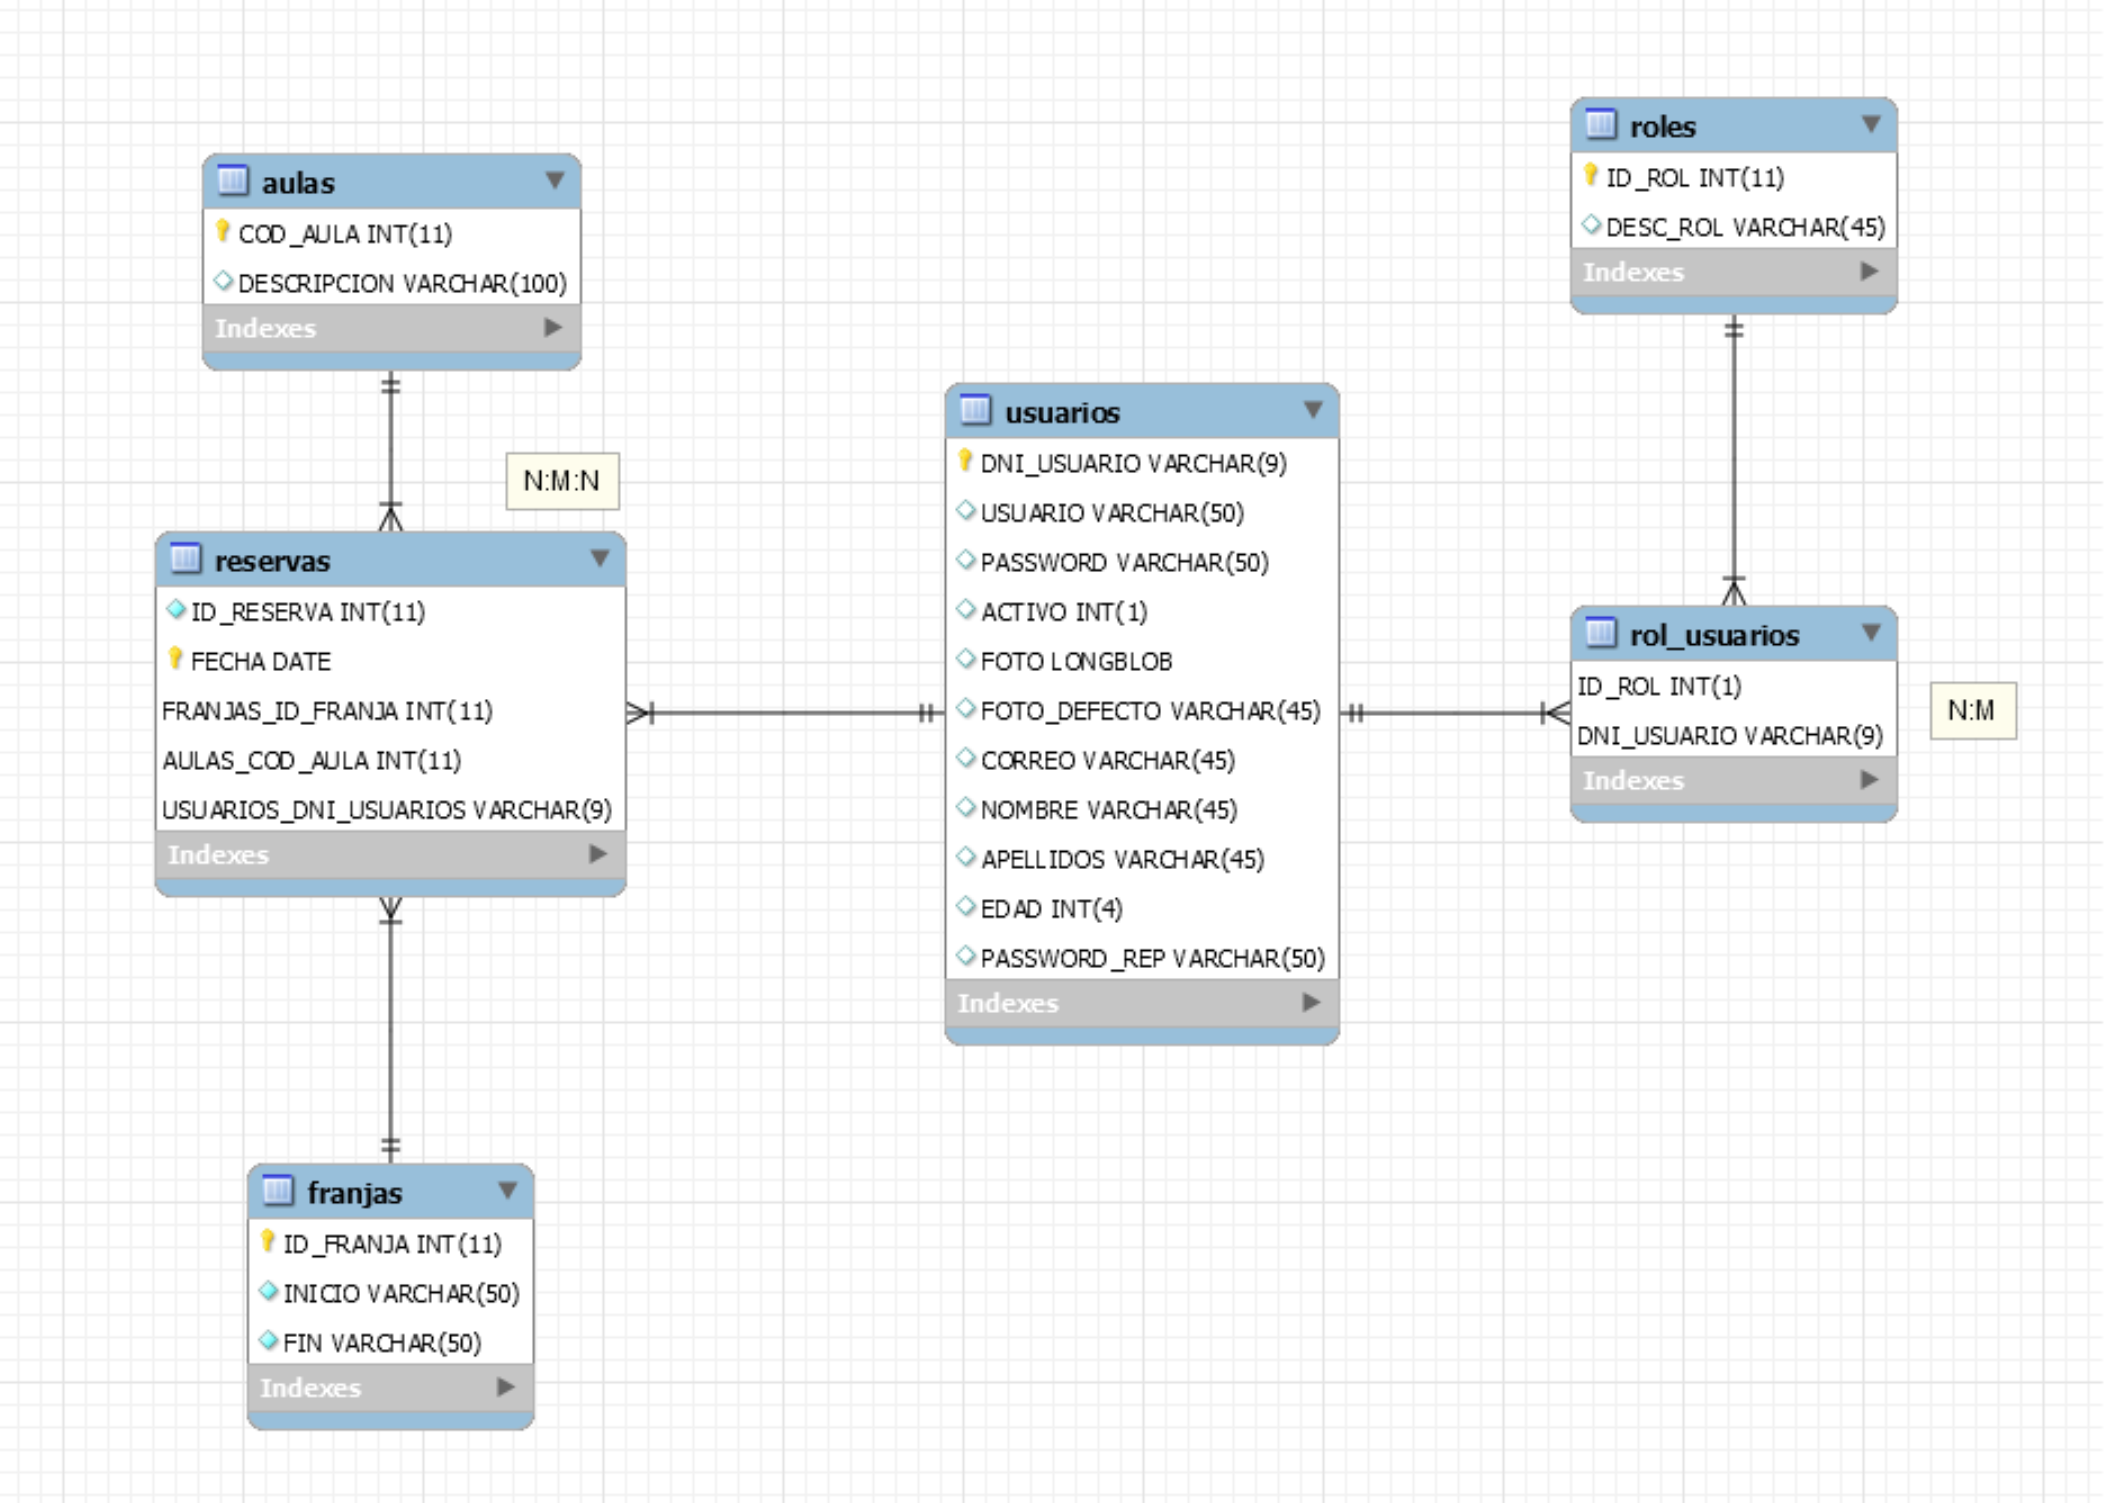 aulas
COD_AULA INT(11)
DESCRIPCION VARCHAR(100)
Indexes
N:M:N
reservas
ID_RESERVA INT(11)
FECHA DATE
FRANJAS_ID_FRANJA INT(11)
AULAS_COD_AULA INT(11)
USUARIOS_DNI_USUARIOS VARCHAR(9)
Indexes
franjas
ID_FRANJA INT(11)
INICIO VARCHAR(50)
FIN VARCHAR(50)
Indexes
usuarios
DNI_USUARIO VARCHAR(9)
USUARIO VARCHAR(50)
PASSWORD VARCHAR(50)
ACTIVO INT(1)
FOTO LONGBLOB
FOTO_DEFECTO VARCHAR(45)
CORREO VARCHAR(45)
NOMBRE VARCHAR(45)
APELLIDOS VARCHAR(45)
EDAD INT(4)
PASSWORD_REP VARCHAR(50)
Indexes
roles
ID_ROL INT(11)
DESC_ROL VARCHAR(45)
Indexes
rol_usuarios
ID_ROL INT(1)
DNI_USUARIO VARCHAR(9)
Indexes
N:M